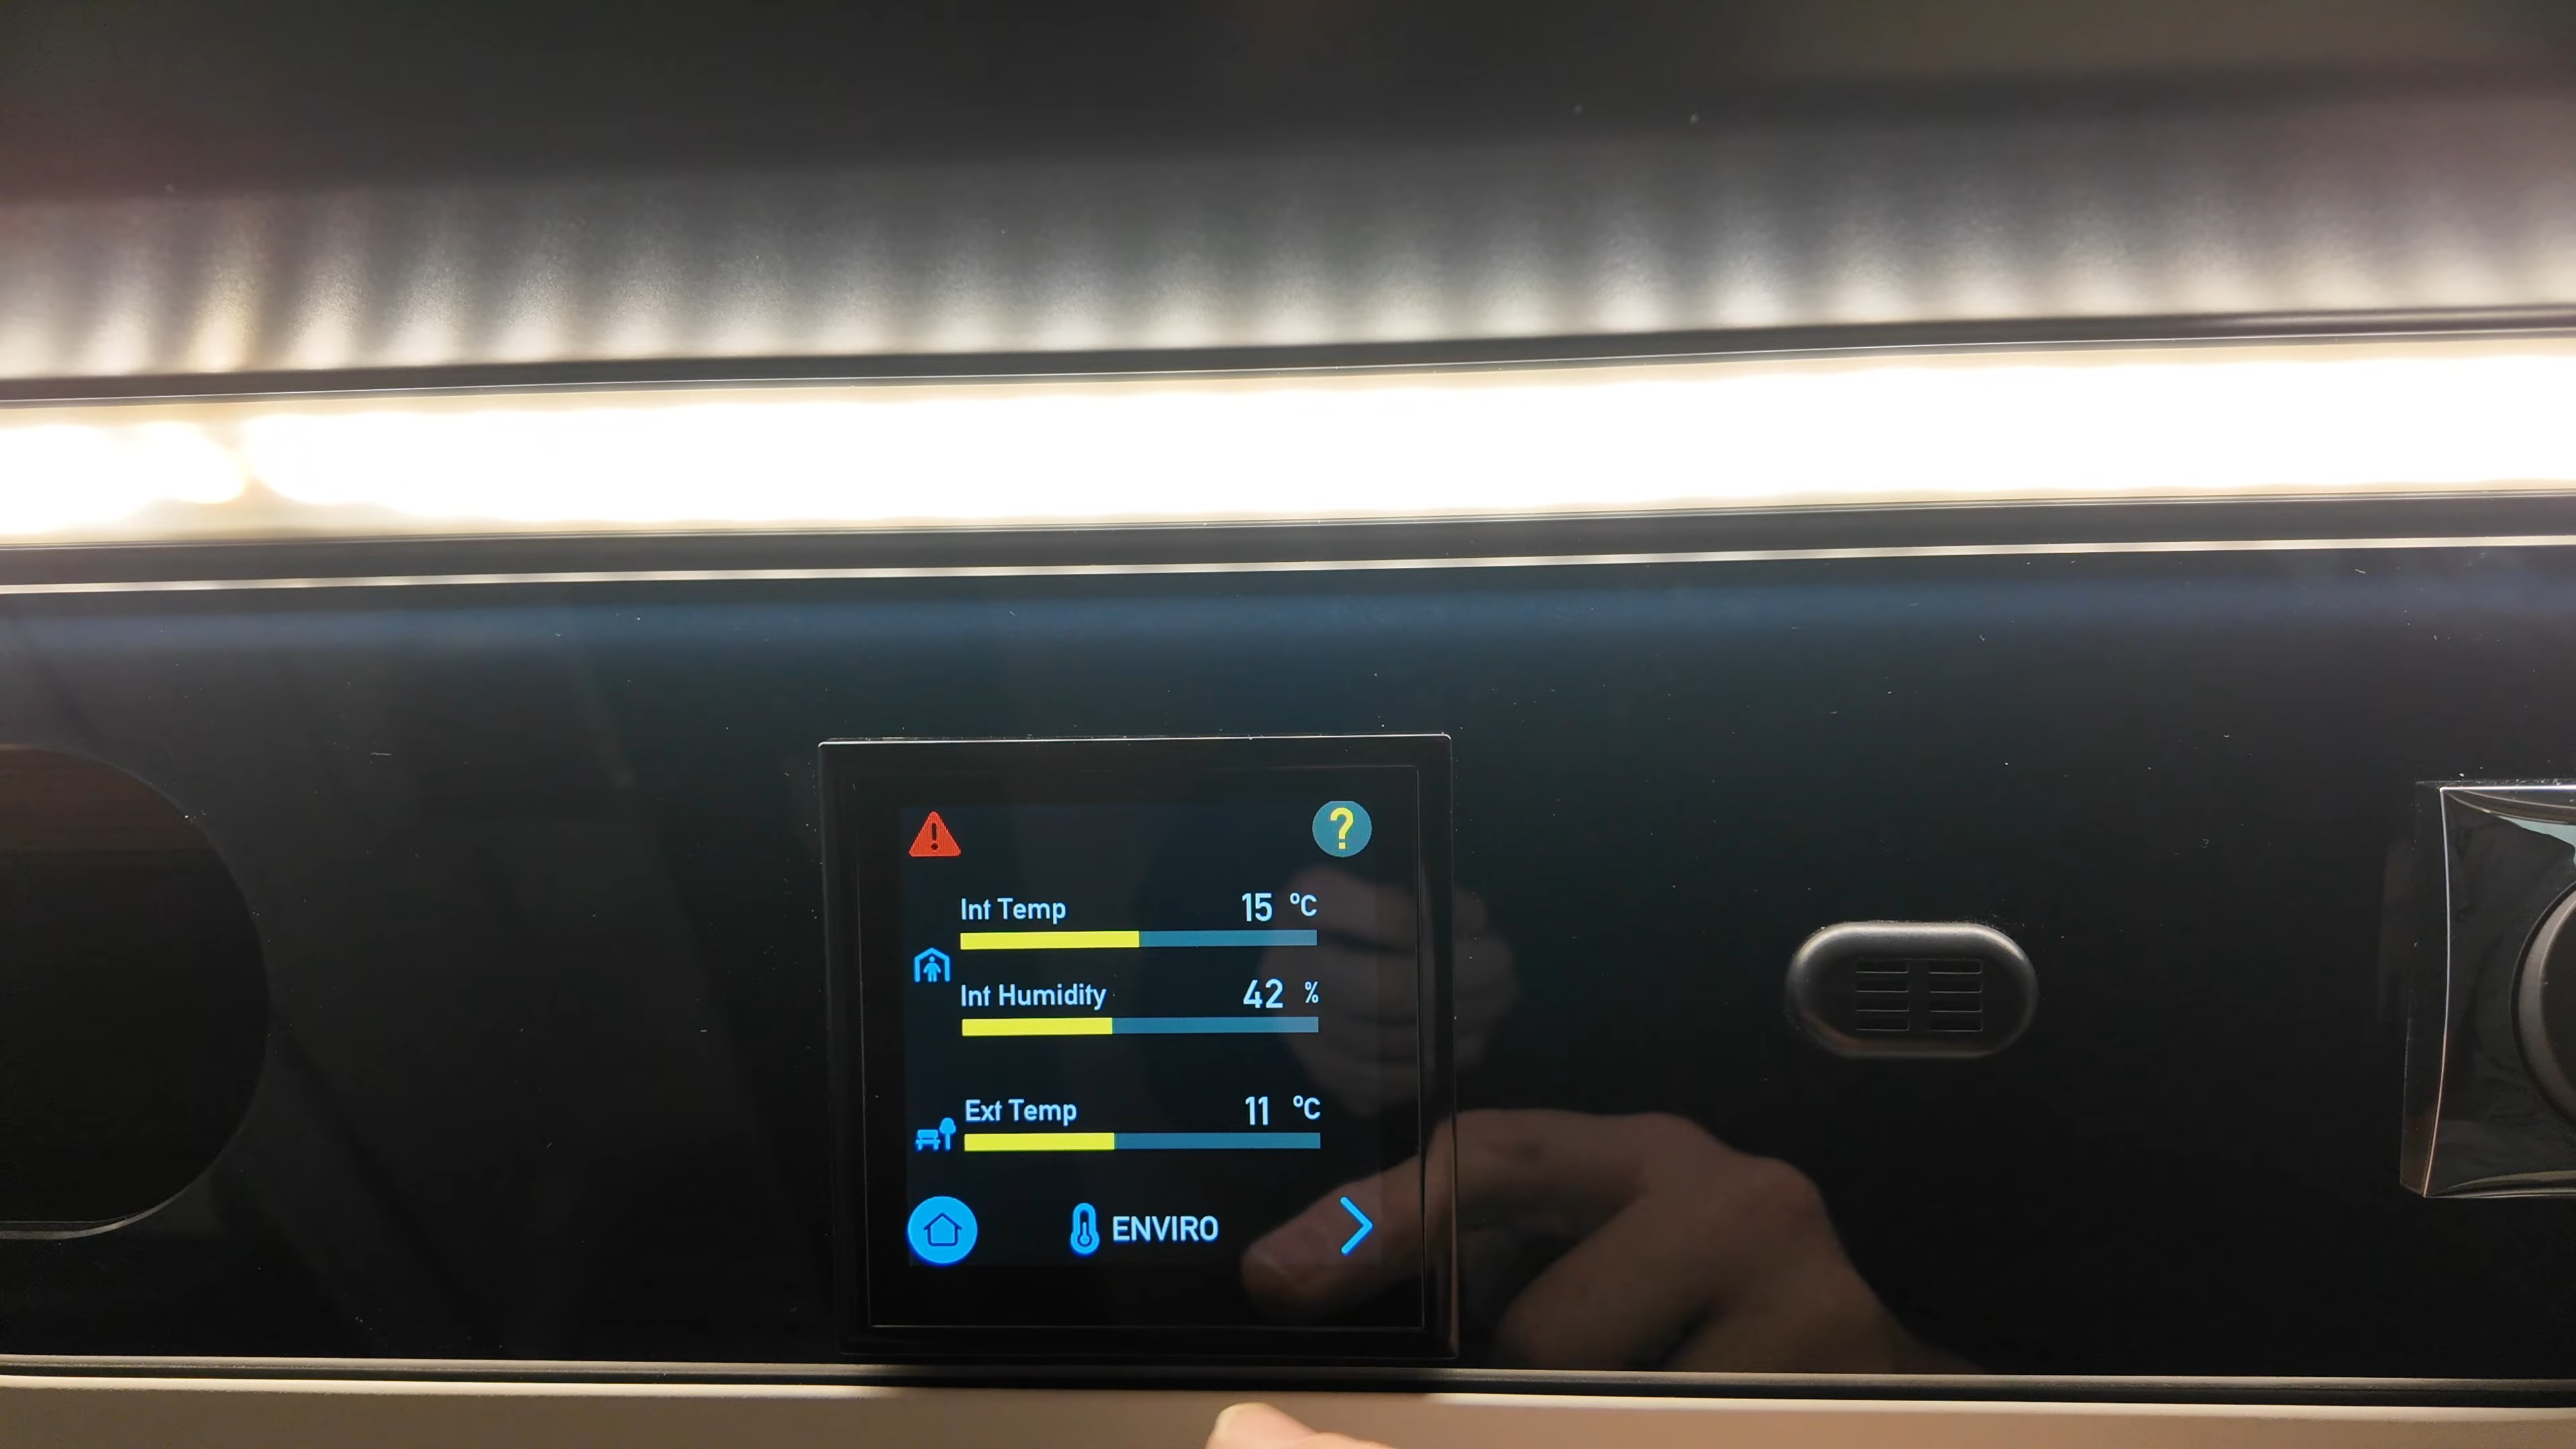 ?
Int Temp 15 °C
Int Humidity 42 %
Ext Temp 11 °C
ENVIRO